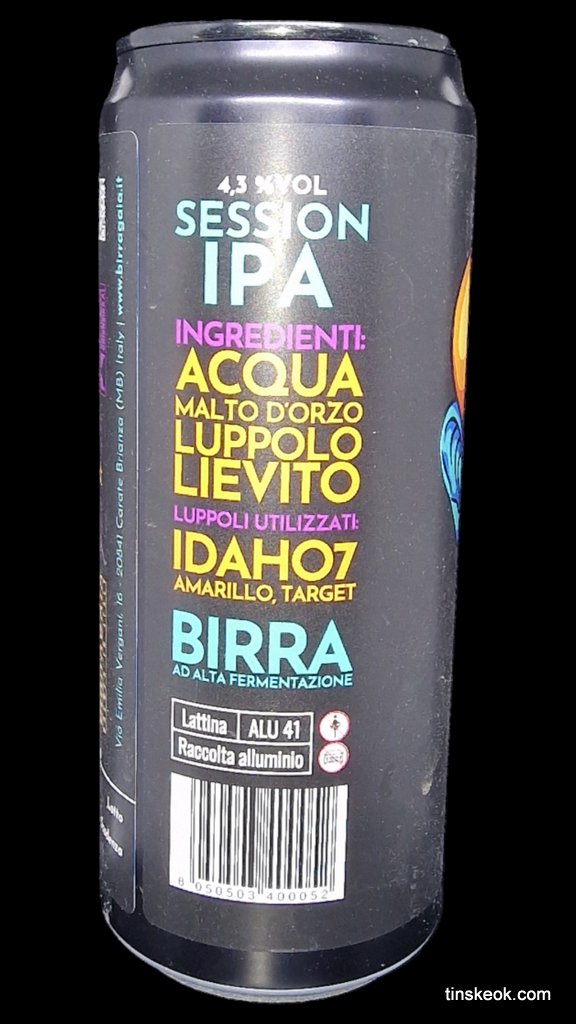 4,3 % VOL
SESSION
IPA
INGREDIENTI:
ACQUA
MALTO D'ORZO
LUPPOLO
LIEVITO
LUPPOLI UTILIZZATI:
IDAHO7
AMARILLO, TARGET
BIRRA
AD ALTA FERMENTAZIONE
Lattina ALU 41
Raccolta alluminio
8 050503 400052
Via Emilia Vergani, 16 - 20841 Carate Brianza (MB) Italy | www.birragaia.it
Lotto
tinskeok.com